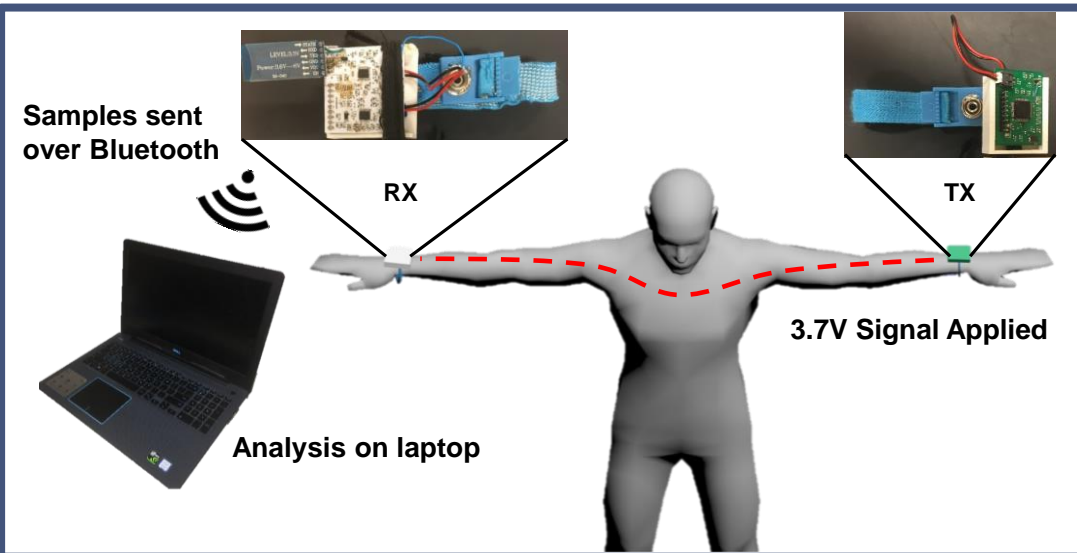 Samples sent
over Bluetooth
RX
TX
3.7V Signal Applied
Analysis on laptop